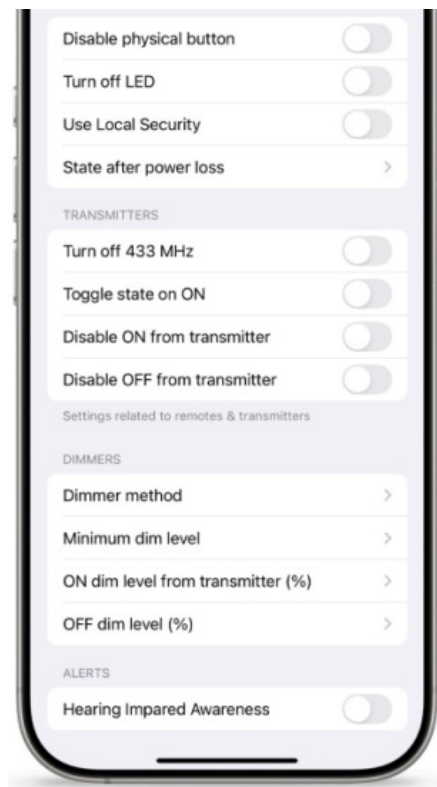 Disable physical button
Turn off LED
Use Local Security
State after power loss
TRANSMITTERS
Turn off 433 MHz
Toggle state on ON
Disable ON from transmitter
Disable OFF from transmitter
Settings related to remotes & transmitters
DIMMERS
Dimmer method
Minimum dim level
ON dim level from transmitter (%)
OFF dim level (%)
ALERTS
Hearing Impared Awareness